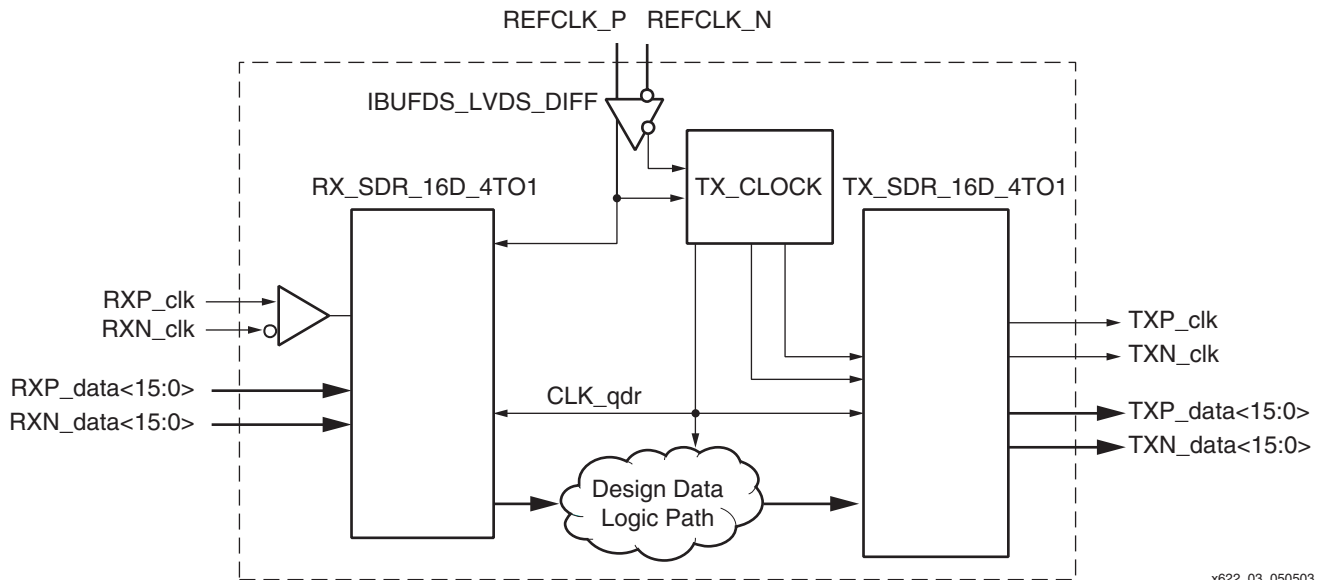 REFCLK_P REFCLK_N
IBUFDS_LVDS_DIFF
RX_SDR_16D_4TO1
TX_CLOCK
TX_SDR_16D_4TO1
RXP_clk
RXN_clk
RXP_data<15:0>
RXN_data<15:0>
CLK_qdr
Design Data
Logic Path
TXP_clk
TXN_clk
TXP_data<15:0>
TXN_data<15:0>
x622_03_050503